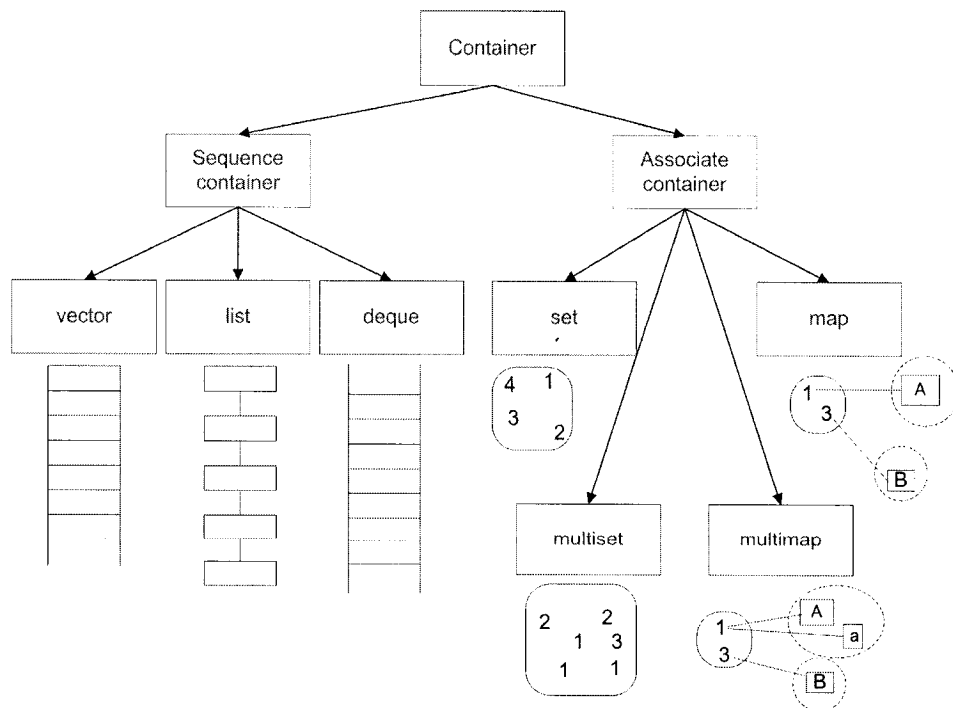 Container
Sequence
container
Associate
container
vector
list
deque
set
map
4 1
3
2
1
3
A
B
multiset
multimap
2 2
1 3
1 1
1
3
A
a
B